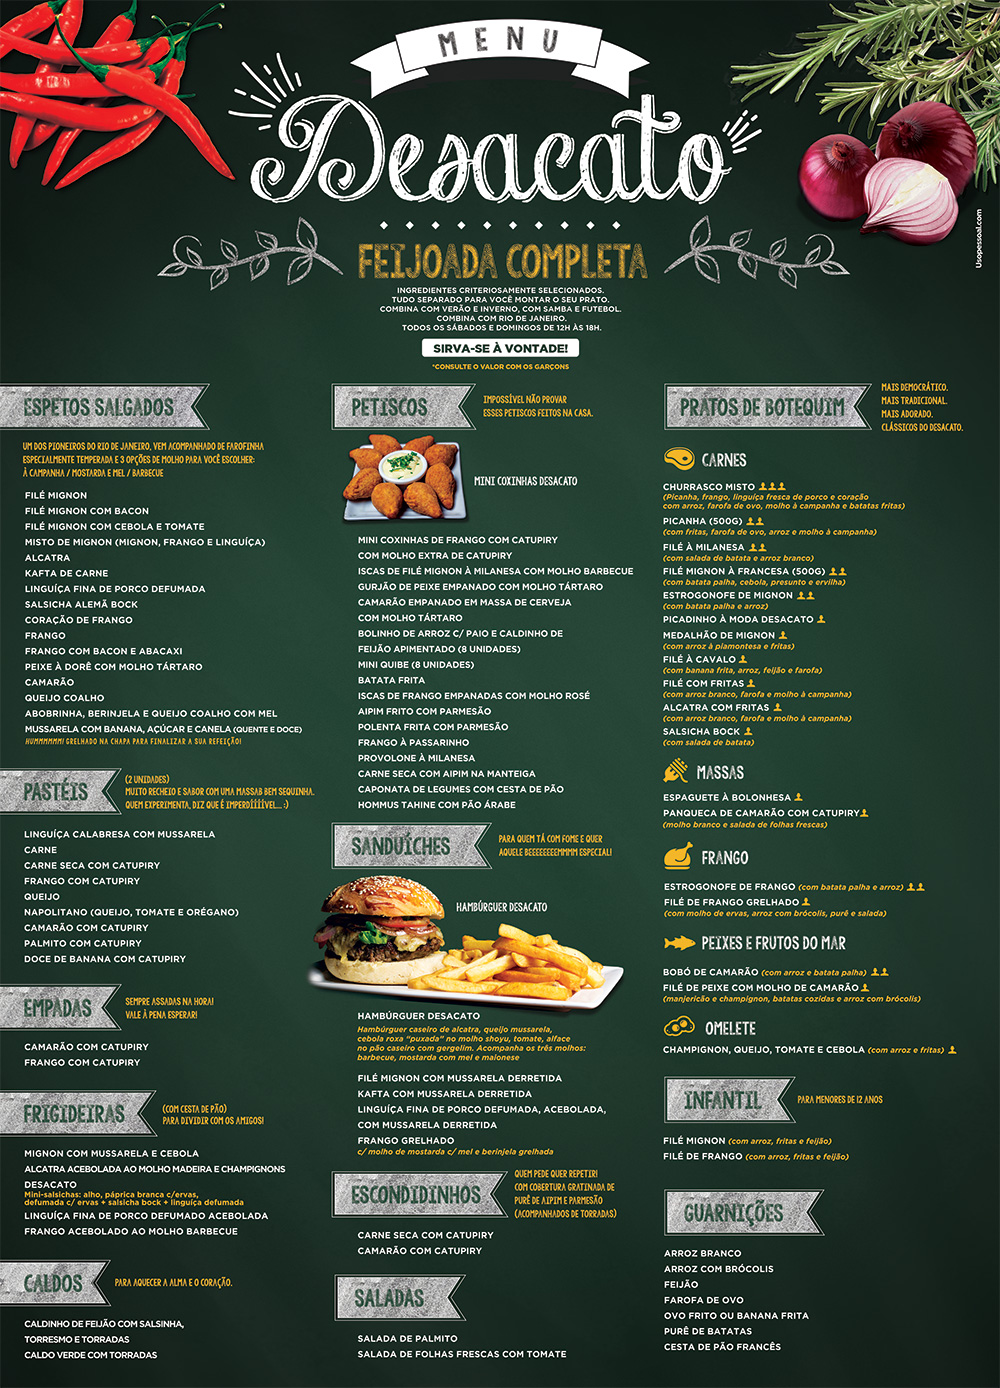 MENU
Desacato
Usopessoal.com
FEIJOADA COMPLETA
INGREDIENTES CRITERIOSAMENTE SELECIONADOS.
TUDO SEPARADO PARA VOCÊ MONTAR O SEU PRATO.
COMBINA COM VERÃO E INVERNO, COM SAMBA E FUTEBOL.
COMBINA COM RIO DE JANEIRO.
TODOS OS SÁBADOS E DOMINGOS DE 12H ÀS 18H.
SIRVA-SE À VONTADE!
*CONSULTE O VALOR COM OS GARÇONS
ESPETOS SALGADOS
UM DOS PIONEIROS DO RIO DE JANEIRO, VEM ACOMPANHADO DE FAROFINHA
ESPECIALMENTE TEMPERADA E 3 OPÇÕES DE MOLHO PARA VOCÊ ESCOLHER:
À CAMPANHA / MOSTARDA E MEL / BARBECUE
FILÉ MIGNON
FILÉ MIGNON COM BACON
FILÉ MIGNON COM CEBOLA E TOMATE
MISTO DE MIGNON (MIGNON, FRANGO E LINGUIÇA)
ALCATRA
KAFTA DE CARNE
LINGUIÇA FINA DE PORCO DEFUMADA
SALSICHA ALEMÃ BOCK
CORAÇÃO DE FRANGO
FRANGO
FRANGO COM BACON E ABACAXI
PEIXE À DORÊ COM MOLHO TÁRTARO
CAMARÃO
QUEIJO COALHO
ABOBRINHA, BERINJELA E QUEIJO COALHO COM MEL
MUSSARELA COM BANANA, AÇÚCAR E CANELA (QUENTE E DOCE)
HUMMMMMM! GRELHADO NA CHAPA PARA FINALIZAR A SUA REFEIÇÃO!
PASTÉIS
(2 UNIDADES)
MUITO RECHEIO E SABOR COM UMA MASSAB BEM SEQUINHA.
QUEM EXPERIMENTA, DIZ QUE É IMPERDÍÍÍÍVEL... :)
LINGUÍÇA CALABRESA COM MUSSARELA
CARNE
CARNE SECA COM CATUPIRY
FRANGO COM CATUPIRY
QUEIJO
NAPOLITANO (QUEIJO, TOMATE E ORÉGANO)
CAMARÃO COM CATUPIRY
PALMITO COM CATUPIRY
DOCE DE BANANA COM CATUPIRY
EMPADAS
SEMPRE ASSADAS NA HORA!
VALE À PENA ESPERAR!
CAMARÃO COM CATUPIRY
FRANGO COM CATUPIRY
FRIGIDEIRAS
(COM CESTA DE PÃO)
PARA DIVIDIR COM OS AMIGOS!
MIGNON COM MUSSARELA E CEBOLA
ALCATRA ACEBOLADA AO MOLHO MADEIRA E CHAMPIGNONS
DESACATO
Mini-salsichas: alho, páprica branca c/ervas,
defumada c/ ervas + salsicha bock + linguiça defumada
LINGUÍÇA FINA DE PORCO DEFUMADO ACEBOLADA
FRANGO ACEBOLADO AO MOLHO BARBECUE
CALDOS
PARA AQUECER A ALMA E O CORAÇÃO.
CALDINHO DE FEIJÃO COM SALSINHA,
TORRESMO E TORRADAS
CALDO VERDE COM TORRADAS
PETISCOS
IMPOSSÍVEL NÃO PROVAR
ESSES PETISCOS FEITOS NA CASA.
MINI COXINHAS DESACATO
MINI COXINHAS DE FRANGO COM CATUPIRY
COM MOLHO EXTRA DE CATUPIRY
ISCAS DE FILÉ MIGNON À MILANESA COM MOLHO BARBECUE
GURJÃO DE PEIXE EMPANADO COM MOLHO TÁRTARO
CAMARÃO EMPANADO EM MASSA DE CERVEJA
COM MOLHO TÁRTARO
BOLINHO DE ARROZ C/ PAIO E CALDINHO DE
FEIJÃO APIMENTADO (8 UNIDADES)
MINI QUIBE (8 UNIDADES)
BATATA FRITA
ISCAS DE FRANGO EMPANADAS COM MOLHO ROSÉ
AIPIM FRITO COM PARMESÃO
POLENTA FRITA COM PARMESÃO
FRANGO À PASSARINHO
PROVOLONE À MILANESA
CARNE SECA COM AIPIM NA MANTEIGA
CAPONATA DE LEGUMES COM CESTA DE PÃO
HOMMUS TAHINE COM PÃO ÁRABE
SANDUÍCHES
PARA QUEM TÁ COM FOME E QUER
AQUELE BEEEEEEEMMMM ESPECIAL!
HAMBÚRGUER DESACATO
HAMBÚRGUER DESACATO
Hambúrguer caseiro de alcatra, queijo mussarela,
cebola roxa "puxada" no molho shoyu, tomate, alface
no pão caseiro com gergelim. Acompanha os três molhos:
barbecue, mostarda com mel e maionese
FILÉ MIGNON COM MUSSARELA DERRETIDA
KAFTA COM MUSSARELA DERRETIDA
LINGUÍÇA FINA DE PORCO DEFUMADA, ACEBOLADA,
COM MUSSARELA DERRETIDA
FRANGO GRELHADO
c/ molho de mostarda c/ mel e berinjela grelhada
ESCONDIDINHOS
QUEM PEDE QUER REPETIR!
COM COBERTURA GRATINADA DE
PURÊ DE AIPIM E PARMESÃO
(ACOMPANHADOS DE TORRADAS)
CARNE SECA COM CATUPIRY
CAMARÃO COM CATUPIRY
SALADAS
SALADA DE PALMITO
SALADA DE FOLHAS FRESCAS COM TOMATE
PRATOS DE BOTEQUIM
MAIS DEMOCRÁTICO.
MAIS TRADICIONAL.
MAIS ADORADO.
CLÁSSICOS DO DESACATO.
CARNES
CHURRASCO MISTO
(Picanha, frango, linguiça fresca de porco e coração
com arroz, farofa de ovo, molho à campanha e batatas fritas)
PICANHA (500G)
(com fritas, farofa de ovo, arroz e molho à campanha)
FILÉ À MILANESA
(com salada de batata e arroz branco)
FILÉ MIGNON À FRANCESA (500G)
(com batata palha, cebola, presunto e ervilha)
ESTROGONOFE DE MIGNON
(com batata palha e arroz)
PICADINHO À MODA DESACATO
MEDALHÃO DE MIGNON
(com arroz à piamontesa e fritas)
FILÉ À CAVALO
(com banana frita, arroz, feijão e farofa)
FILÉ COM FRITAS
(com arroz branco, farofa e molho à campanha)
ALCATRA COM FRITAS
(com arroz branco, farofa e molho à campanha)
SALSICHA BOCK
(com salada de batata)
MASSAS
ESPAGUETE À BOLONHESA
PANQUECA DE CAMARÃO COM CATUPIRY
(molho branco e salada de folhas frescas)
FRANGO
ESTROGONOFE DE FRANGO (com batata palha e arroz)
FILÉ DE FRANGO GRELHADO
(com molho de ervas, arroz com brócolis, purê e salada)
PEIXES E FRUTOS DO MAR
BOBÓ DE CAMARÃO (com arroz e batata palha)
FILÉ DE PEIXE COM MOLHO DE CAMARÃO
(manjericão e champignon, batatas cozidas e arroz com brócolis)
OMELETE
CHAMPIGNON, QUEIJO, TOMATE E CEBOLA (com arroz e fritas)
INFANTIL
PARA MENORES DE 12 ANOS
FILÉ MIGNON (com arroz, fritas e feijão)
FILÉ DE FRANGO (com arroz, fritas e feijão)
GUARNIÇÕES
ARROZ BRANCO
ARROZ COM BRÓCOLIS
FEIJÃO
FAROFA DE OVO
OVO FRITO OU BANANA FRITA
PURÊ DE BATATAS
CESTA DE PÃO FRANCÊS